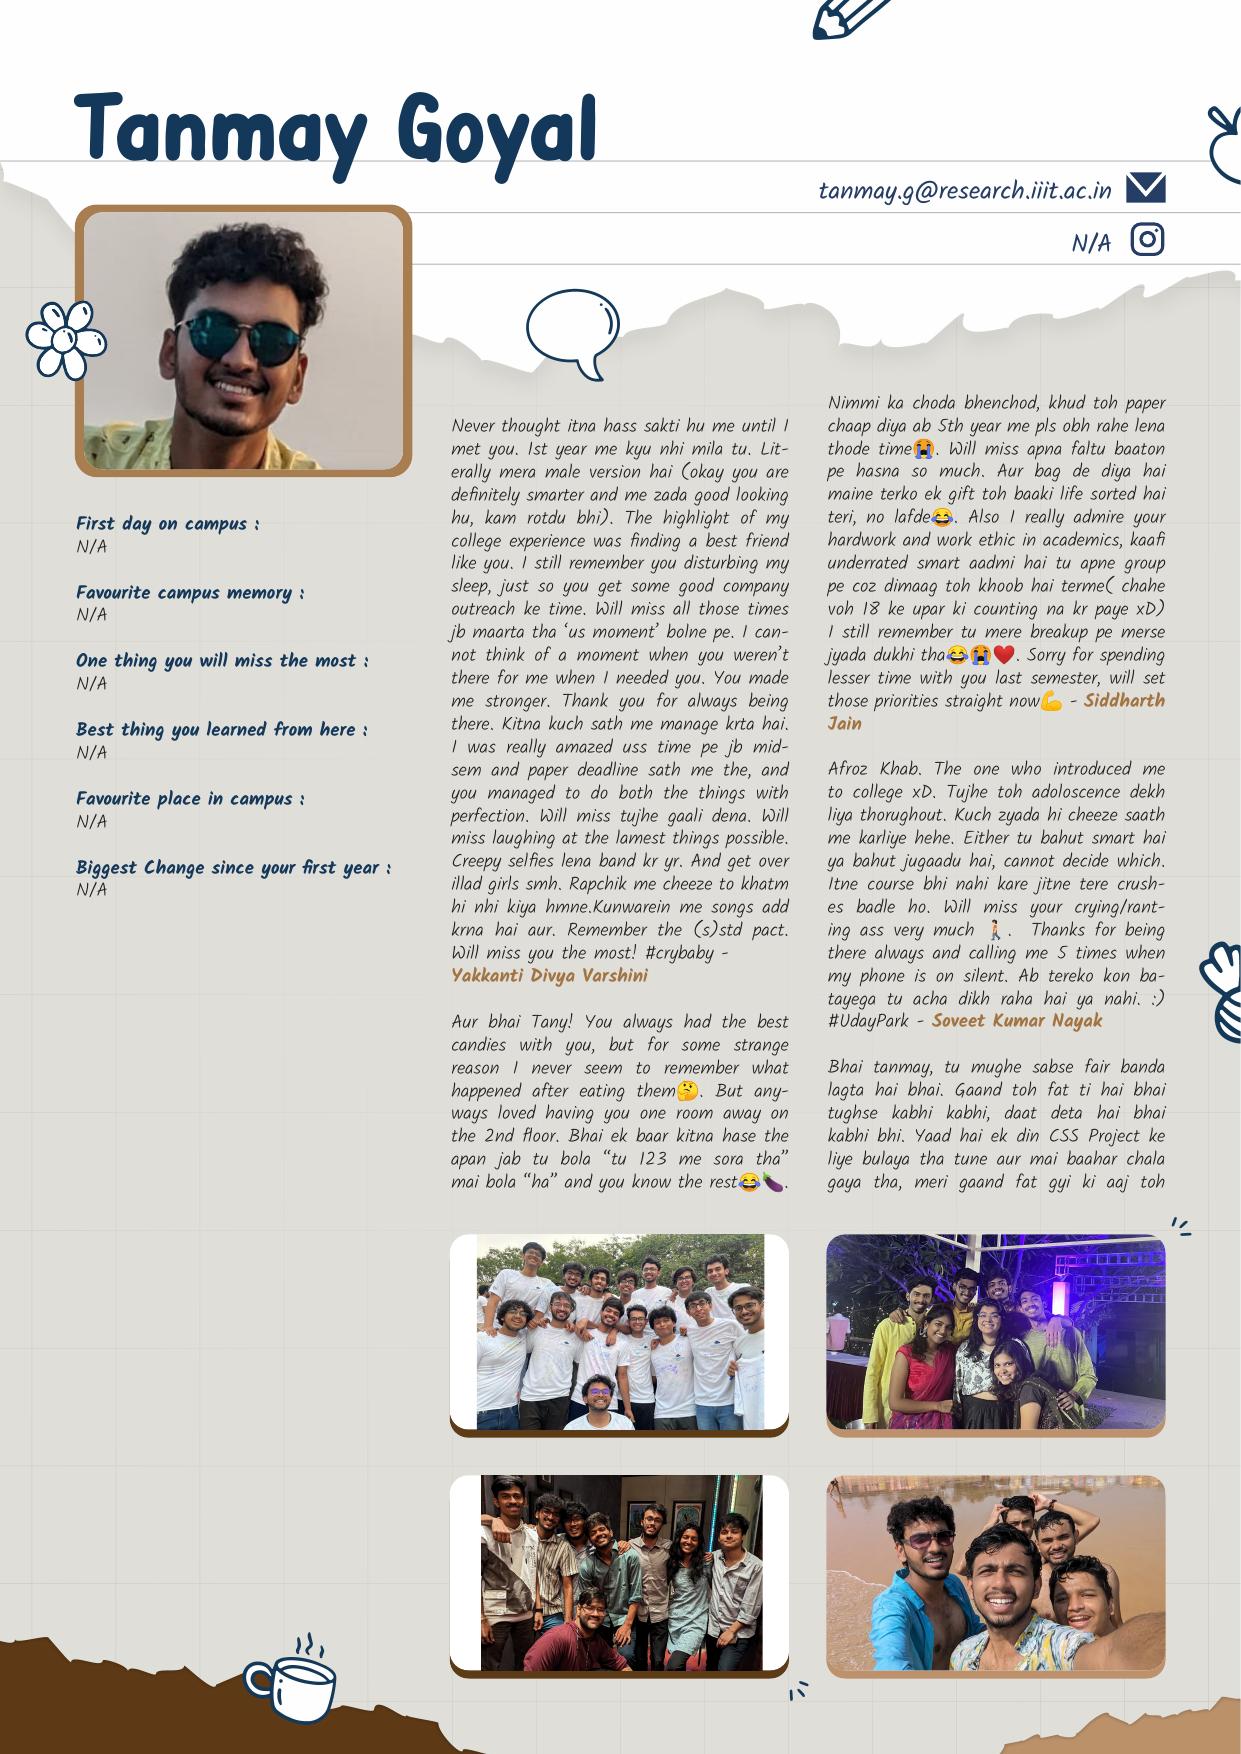 Tanmay Goyal
tanmay.g@research.iiit.ac.in
N/A
First day on campus :
N/A
Favourite campus memory :
N/A
One thing you will miss the most :
N/A
Best thing you learned from here :
N/A
Favourite place in campus :
N/A
Biggest Change since your first year :
N/A
Never thought itna hass sakti hu me until I
met you. 1st year me kyu nhi mila tu. Lit-
erally mera male version hai (okay you are
definitely smarter and me zada good looking
hu, kam rotdu bhi). The highlight of my
college experience was finding a best friend
like you. I still remember you disturbing my
sleep, just so you get some good company
outreach ke time. Will miss all those times
jb maarta tha ‘us moment’ bolne pe. I can-
not think of a moment when you weren’t
there for me when I needed you. You made
me stronger. Thank you for always being
there. Kitna kuch sath me manage krta hai.
I was really amazed uss time pe jb mid-
sem and paper deadline sath me the, and
you managed to do both the things with
perfection. Will miss tujhe gaali dena. Will
miss laughing at the lamest things possible.
Creepy selfies lena band kr yr. And get over
illad girls smh. Rapchik me cheeze to khatm
hi nhi kiya hmne.Kunwarein me songs add
krna hai aur. Remember the (s)std pact.
Will miss you the most! #crybaby -
Yakkanti Divya Varshini
Aur bhai Tany! You always had the best
candies with you, but for some strange
reason I never seem to remember what
happened after eating them🤔. But any-
ways loved having you one room away on
the 2nd floor. Bhai ek baar kitna hase the
apan jab tu bola “tu 123 me sora tha”
mai bola “ha” and you know the rest😂🍆.
Nimmi ka choda bhenchod, khud toh paper
chaap diya ab 5th year me pls obh rahe lena
thode time😭. Will miss apna faltu baaton
pe hasna so much. Aur bag de diya hai
maine terko ek gift toh baaki life sorted hai
teri, no lafde😂. Also I really admire your
hardwork and work ethic in academics, kaafi
underrated smart aadmi hai tu apne group
pe coz dimaag toh khoob hai terme( chahe
voh 18 ke upar ki counting na kr paye xD)
I still remember tu mere breakup pe merse
jyada dukhi tha😂😭❤️. Sorry for spending
lesser time with you last semester, will set
those priorities straight now💪 - Siddharth
Jain
Afroz Khab. The one who introduced me
to college xD. Tujhe toh adoloscence dekh
liya thorughout. Kuch zyada hi cheeze saath
me karliye hehe. Either tu bahut smart hai
ya bahut jugaadu hai, cannot decide which.
Itne course bhi nahi kare jitne tere crush-
es badle ho. Will miss your crying/rant-
ing ass very much 🚶🏻. Thanks for being
there always and calling me 5 times when
my phone is on silent. Ab tereko kon ba-
tayega tu acha dikh raha hai ya nahi. :)
#UdayPark - Soveet Kumar Nayak
Bhai tanmay, tu mughe sabse fair banda
lagta hai bhai. Gaand toh fat ti hai bhai
tughse kabhi kabhi, daat deta hai bhai
kabhi bhi. Yaad hai ek din CSS Project ke
liye bulaya tha tune aur mai baahar chala
gaya tha, meri gaand fat gyi ki aaj toh